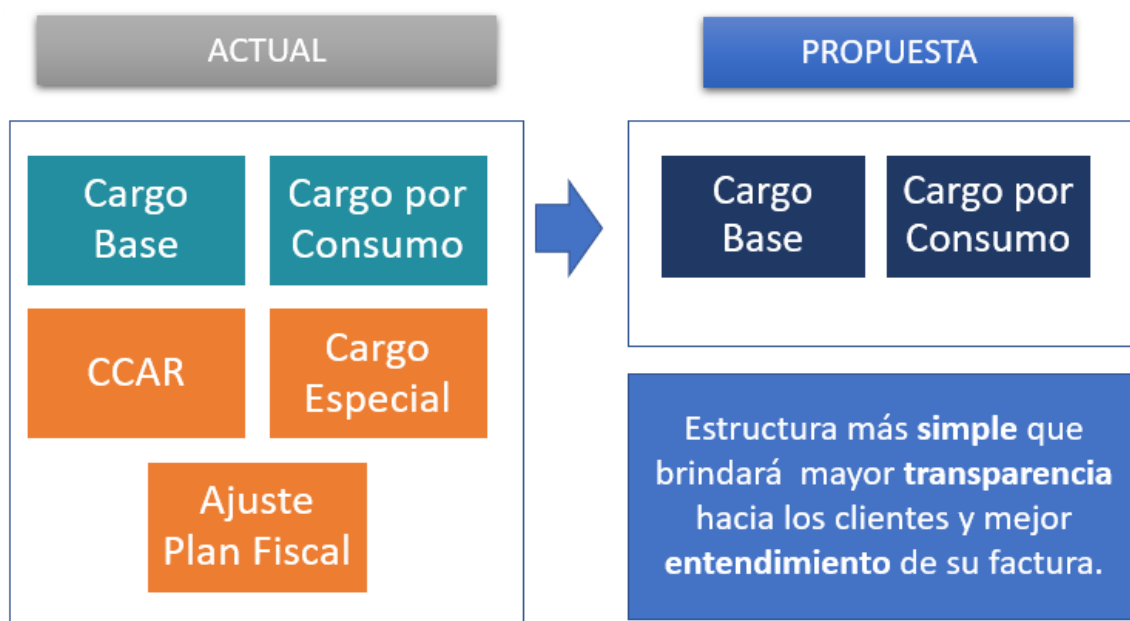 ACTUAL
Cargo
Base
Cargo por
Consumo
CCAR
Cargo
Especial
Ajuste
Plan Fiscal
PROPUESTA
Cargo
Base
Cargo por
Consumo
Estructura más simple que
brindará mayor transparencia
hacia los clientes y mejor
entendimiento de su factura.